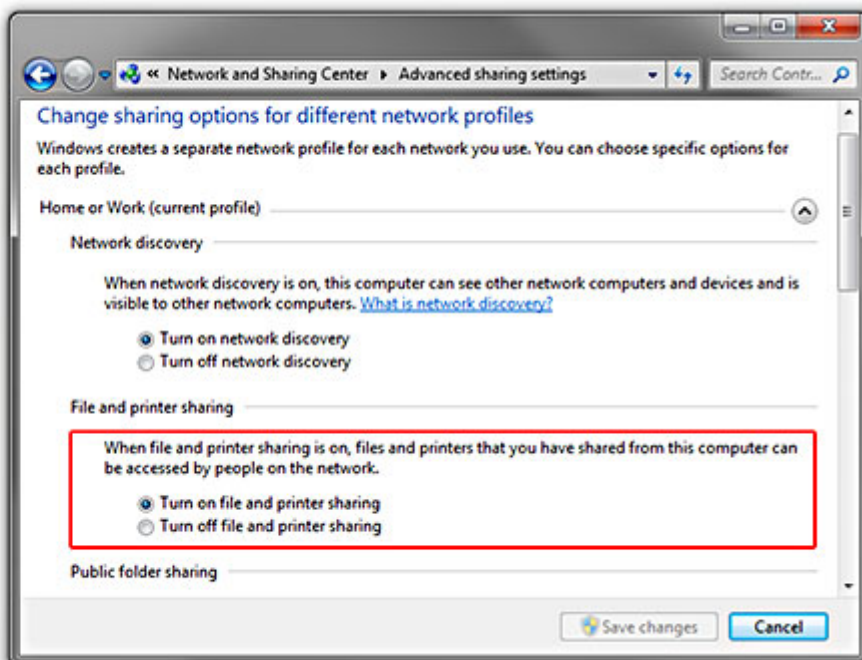 « Network and Sharing Center ▸ Advanced sharing settings
Search Contr...
Change sharing options for different network profiles
Windows creates a separate network profile for each network you use. You can choose specific options for
each profile.
Home or Work (current profile)
Network discovery
When network discovery is on, this computer can see other network computers and devices and is
visible to other network computers. What is network discovery?
Turn on network discovery
Turn off network discovery
File and printer sharing
When file and printer sharing is on, files and printers that you have shared from this computer can
be accessed by people on the network.
Turn on file and printer sharing
Turn off file and printer sharing
Public folder sharing
Save changes
Cancel